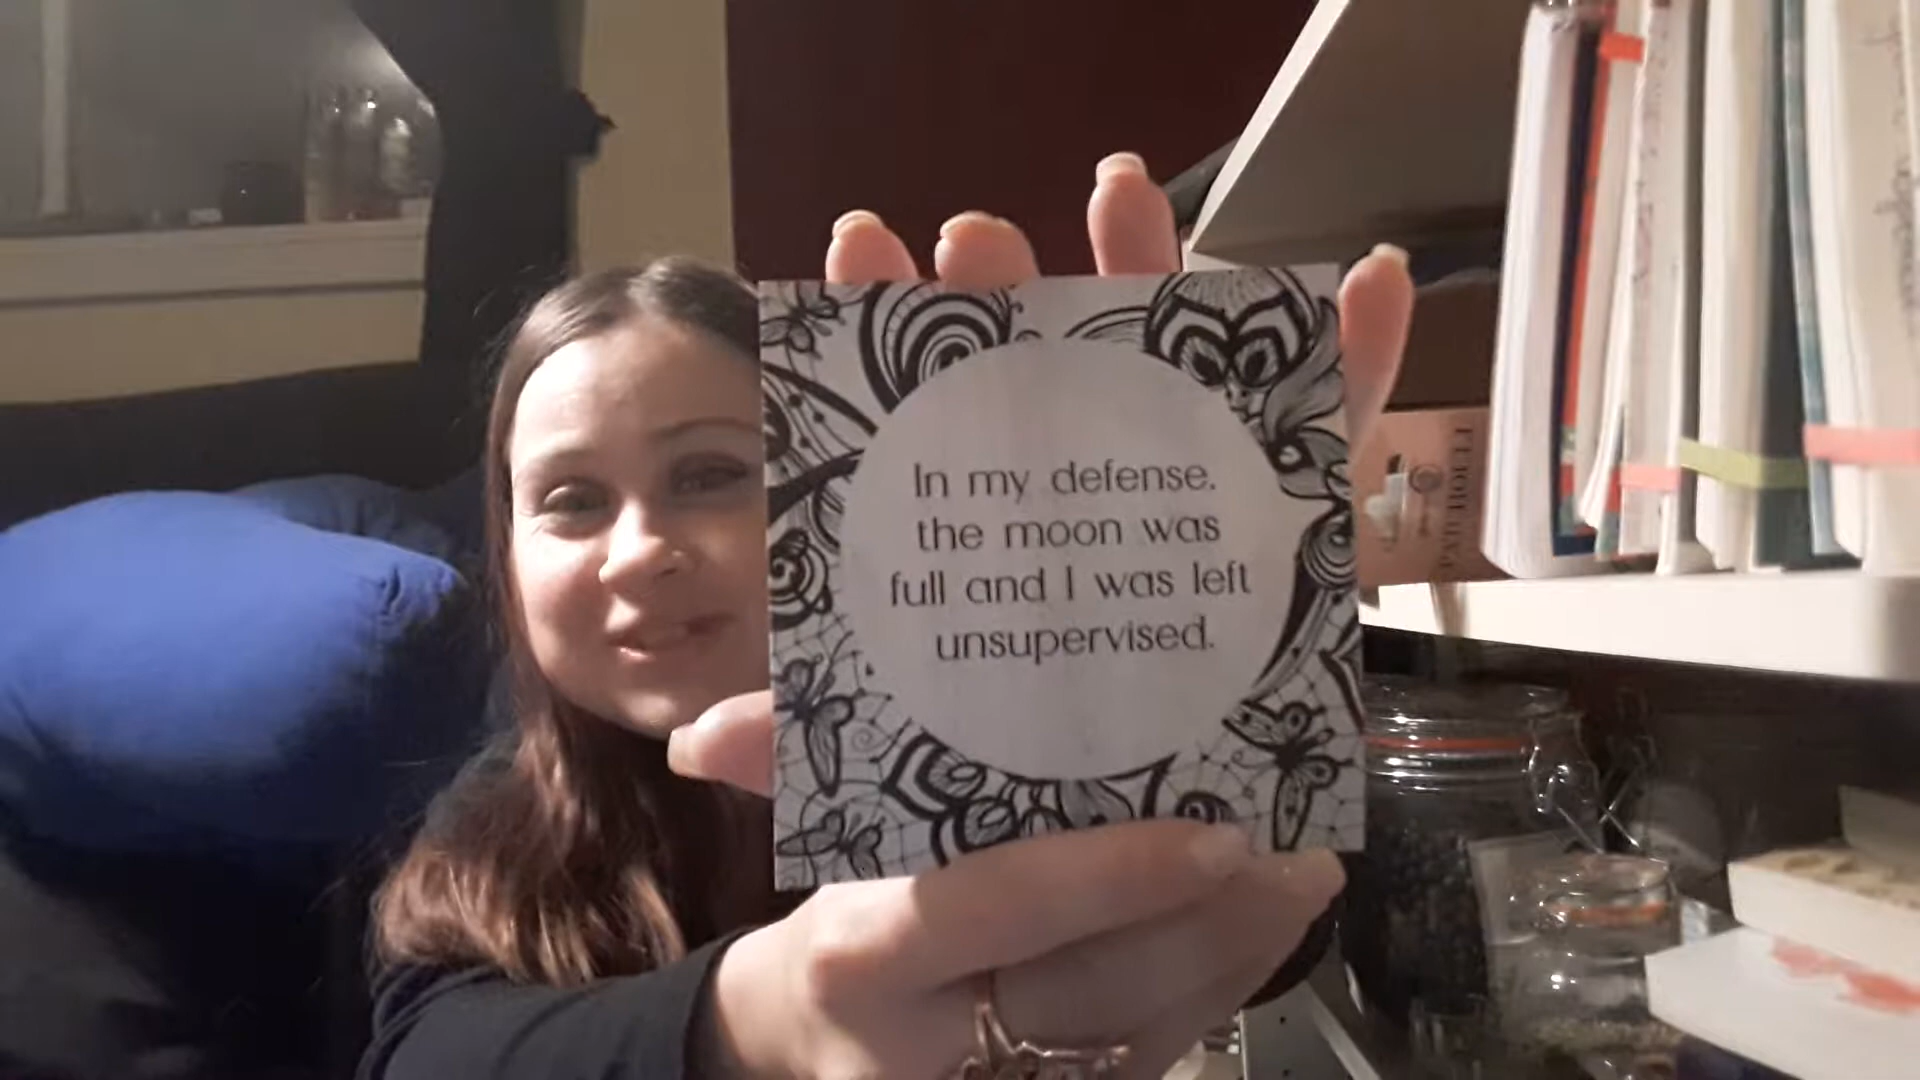 In my defense.
the moon was
full and I was left
unsupervised.